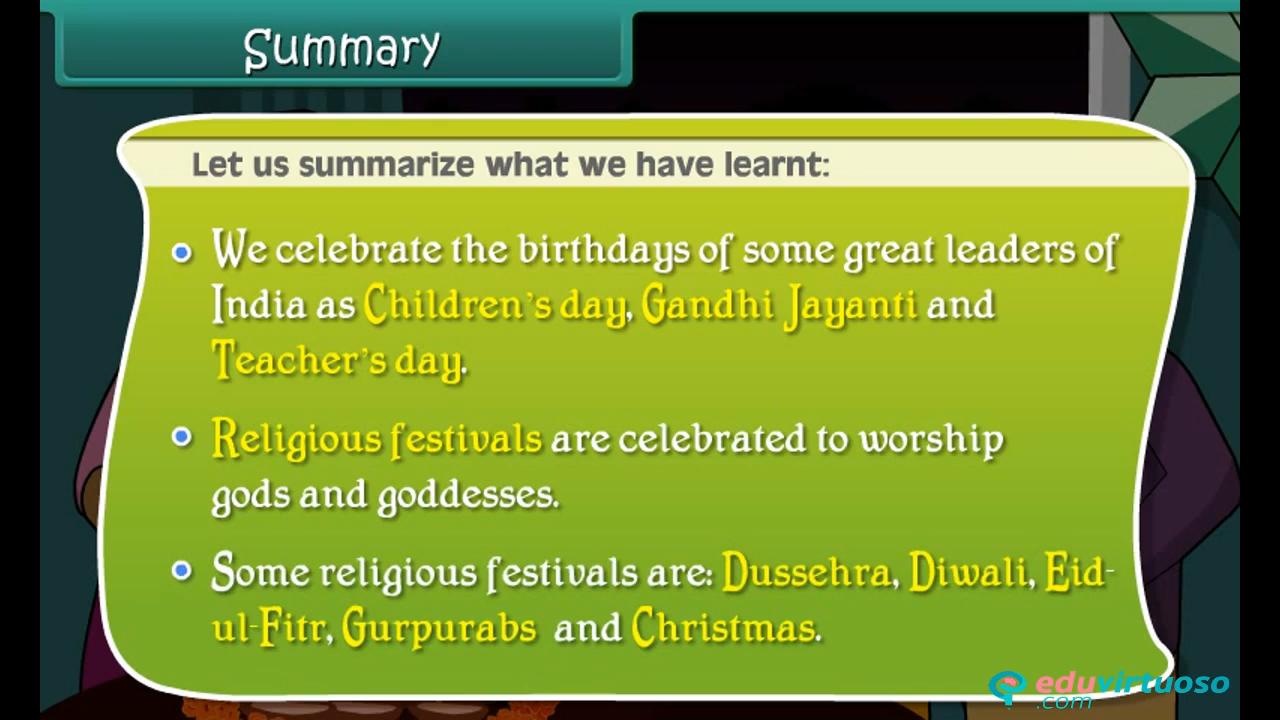 Summary
Let us summarize what we have learnt:
We celebrate the birthdays of some great leaders of
India as Children's day, Gandhi Jayanti and
Teacher's day.
Religious festivals are celebrated to worship
gods and goddesses.
Some religious festivals are: Dussehra, Diwali, Eid-
ul-Fitr, Gurpurabs and Christmas.
eduvirtuoso
.com